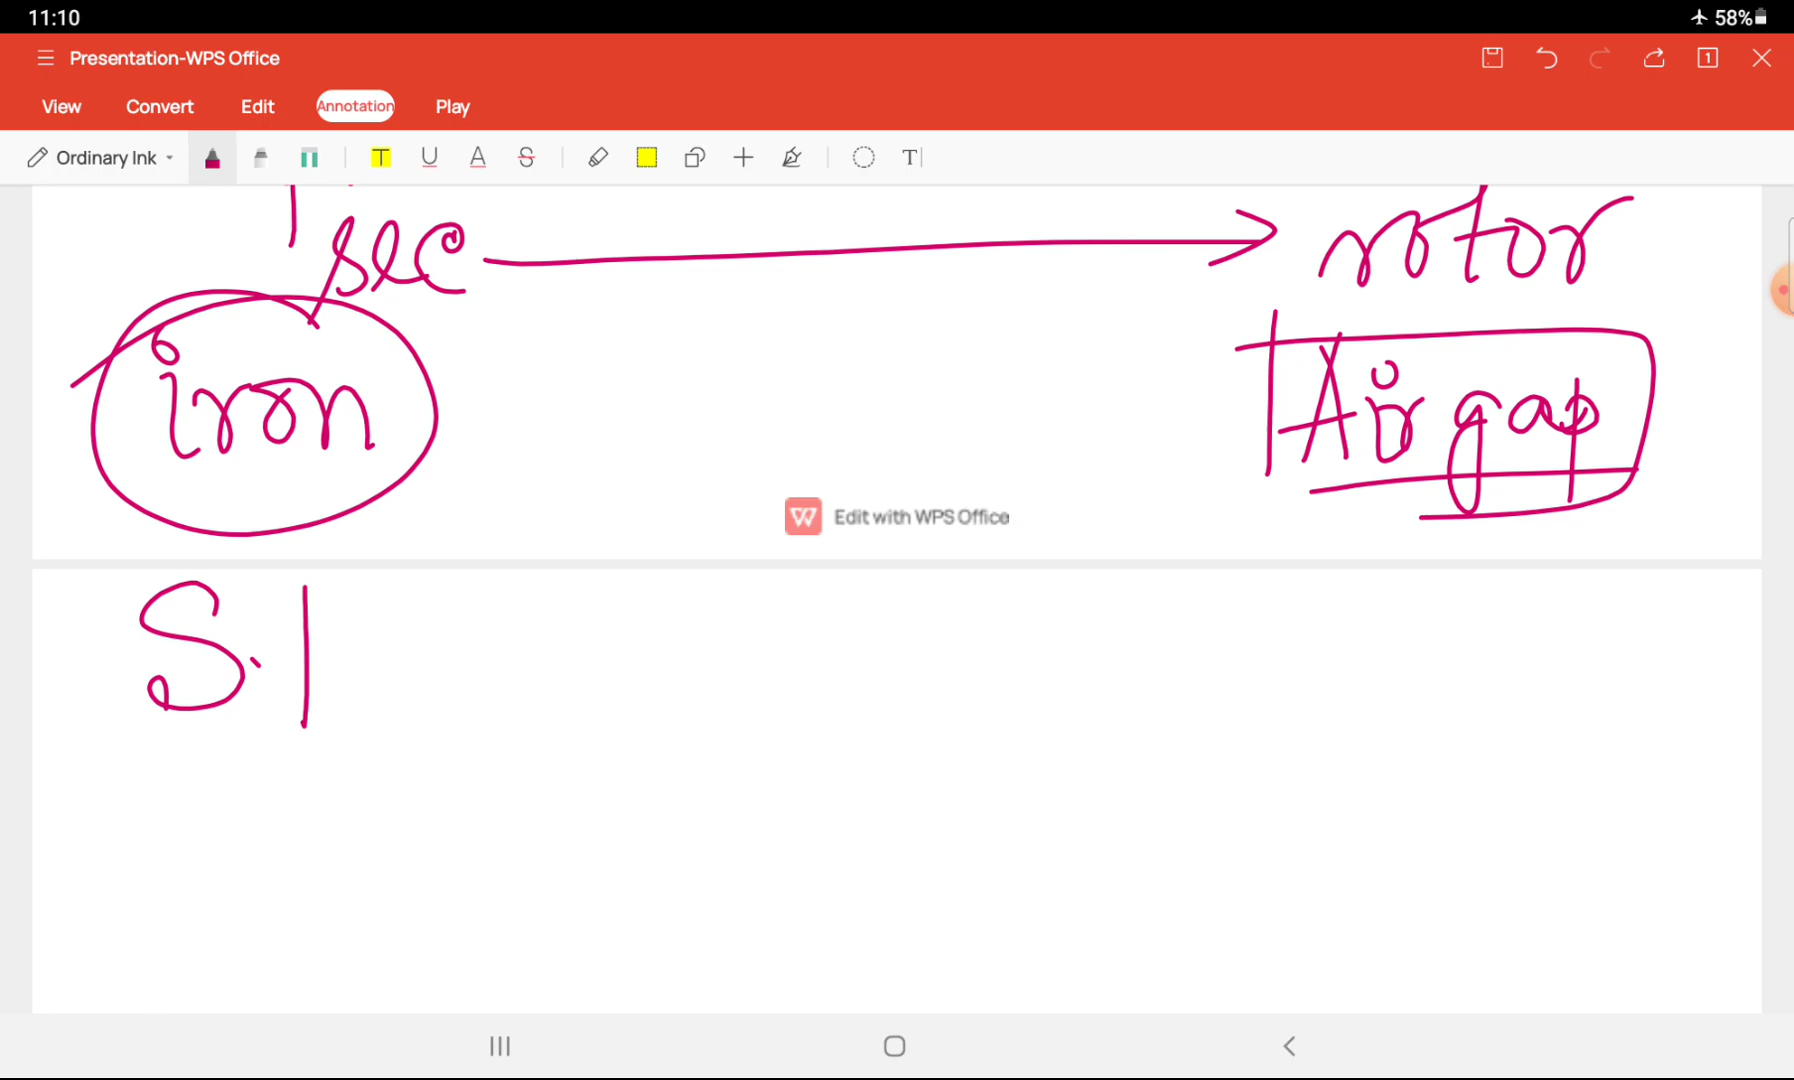 11:10
58%
Presentation-WPS Office
1
View Convert Edit Annotation Play
Ordinary Ink T U A S T
sec rotor
iron Air gap
Edit with WPS Office
S.